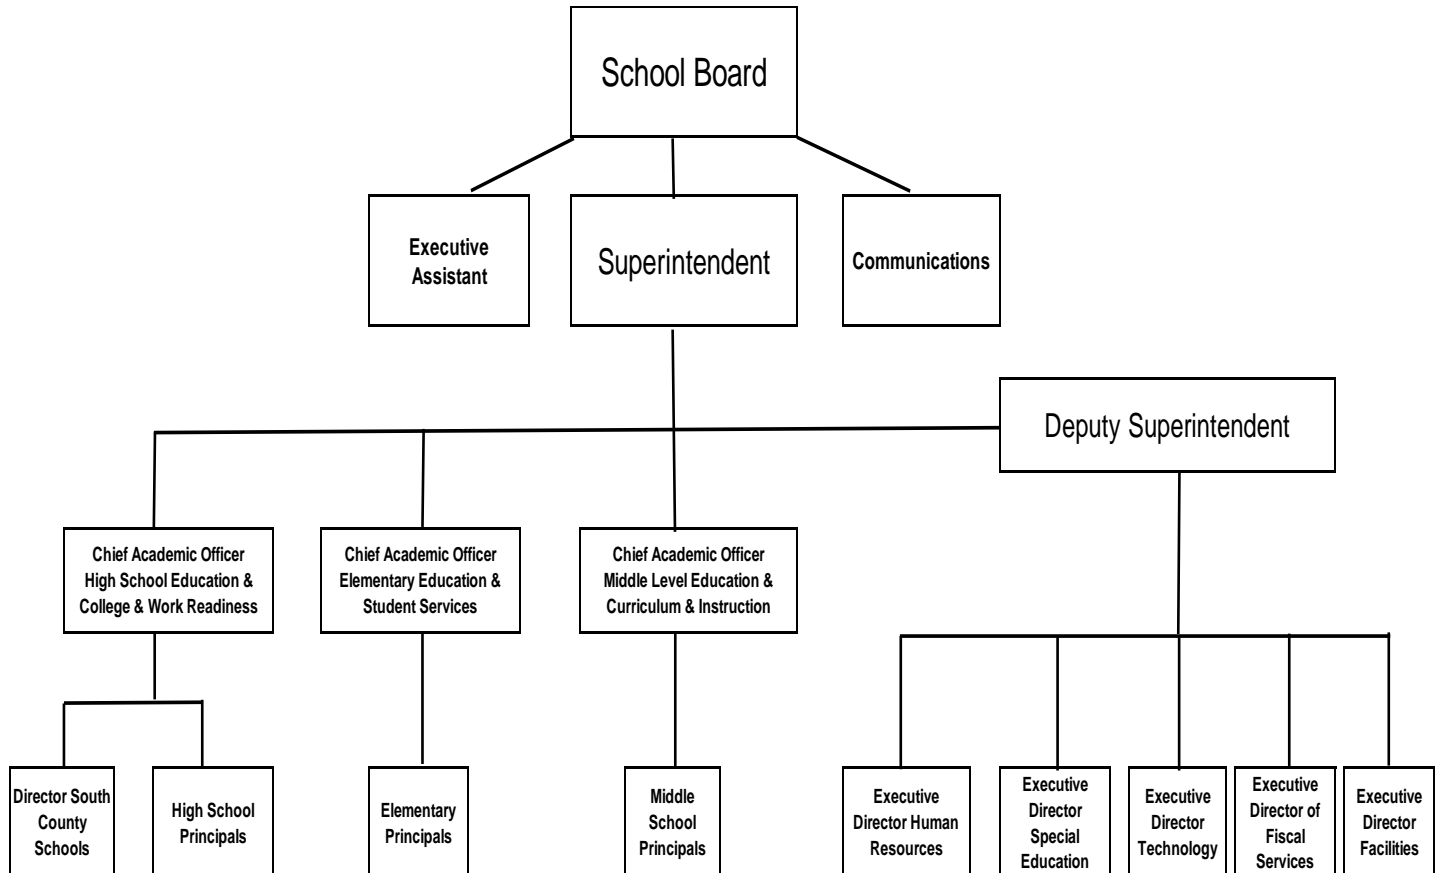 School Board
Executive
Assistant
Superintendent
Communications
Deputy Superintendent
Chief Academic Officer
High School Education &
College & Work Readiness
Chief Academic Officer
Elementary Education &
Student Services
Chief Academic Officer
Middle Level Education &
Curriculum & Instruction
Director South
County
Schools
High School
Principals
Elementary
Principals
Middle
School
Principals
Executive
Director Human
Resources
Executive
Director
Special
Education
Executive
Director
Technology
Executive
Director of
Fiscal
Services
Executive
Director
Facilities